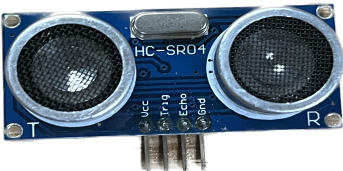 HC-SR04
Vcc
Trig
Echo
Gnd
T
R